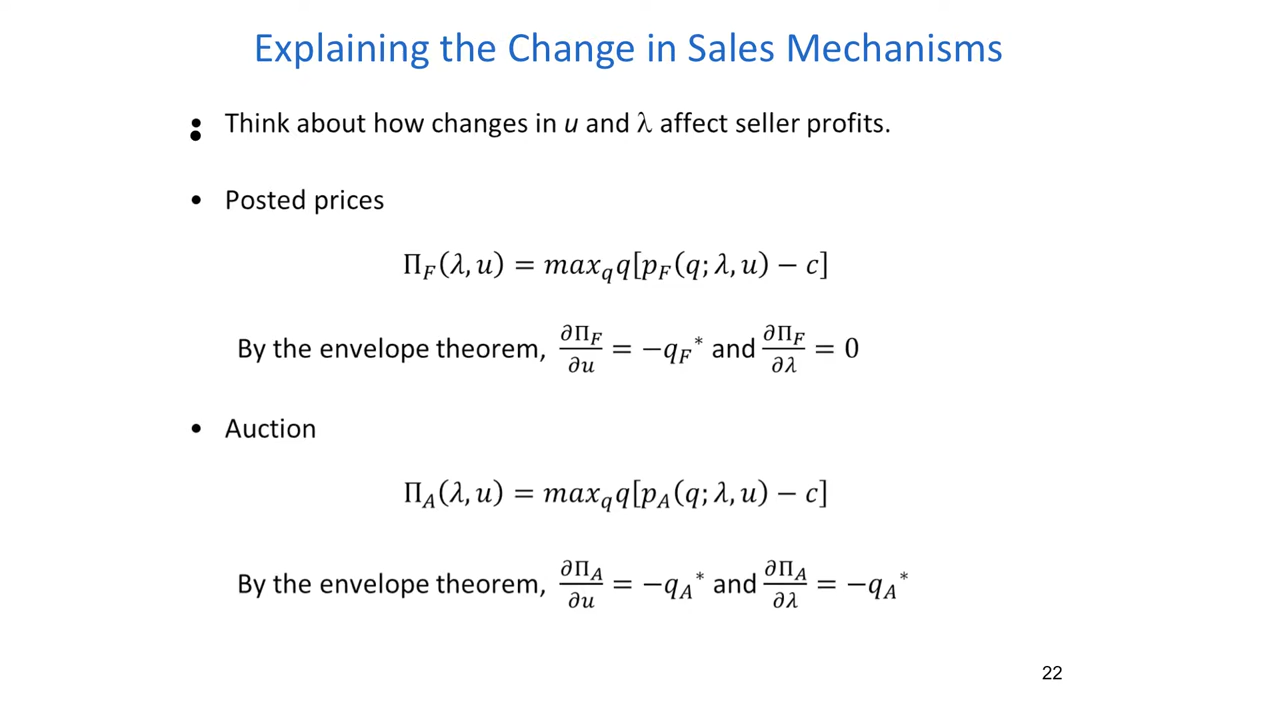 Explaining the Change in Sales Mechanisms
• Think about how changes in u and λ affect seller profits.
•
• Posted prices
Π_F(λ, u) = max_q q[p_F(q; λ, u) − c]
By the envelope theorem, ∂Π_F/∂u = −q_F* and ∂Π_F/∂λ = 0
• Auction
Π_A(λ, u) = max_q q[p_A(q; λ, u) − c]
By the envelope theorem, ∂Π_A/∂u = −q_A* and ∂Π_A/∂λ = −q_A*
22